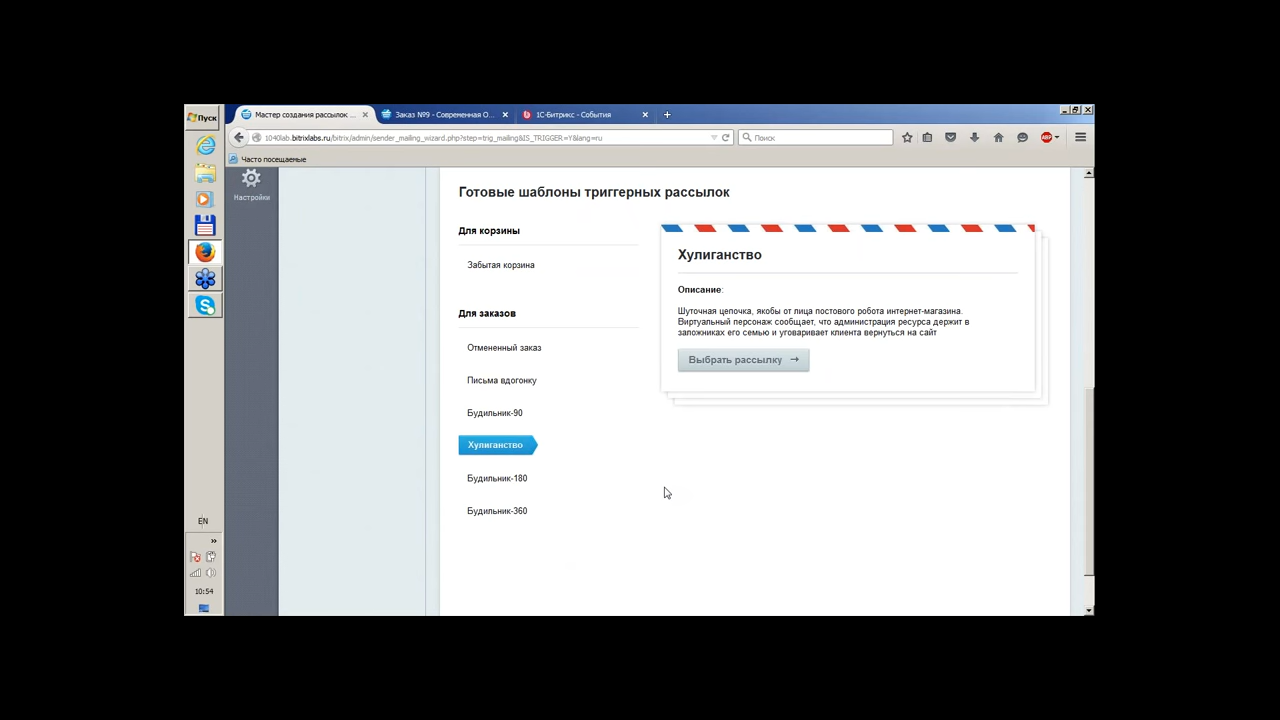 Пуск
Мастер создания рассылок ...
Заказ №9 - Современная О...
1С-Битрикс - События
1040lab.bitrixlabs.ru/bitrix/admin/sender_mailing_wizard.php?step=trig_mailing&IS_TRIGGER=Y&lang=ru
Поиск
ABP
Часто посещаемые
Настройки
Готовые шаблоны триггерных рассылок
Для корзины
Забытая корзина
Для заказов
Отмененный заказ
Письма вдогонку
Будильник-90
Хулиганство
Будильник-180
Будильник-360
Хулиганство
Описание:
Шуточная цепочка, якобы от лица постового робота интернет-магазина.
Виртуальный персонаж сообщает, что администрация ресурса держит в
заложниках его семью и уговаривает клиента вернуться на сайт
Выбрать рассылку →
EN
10:54